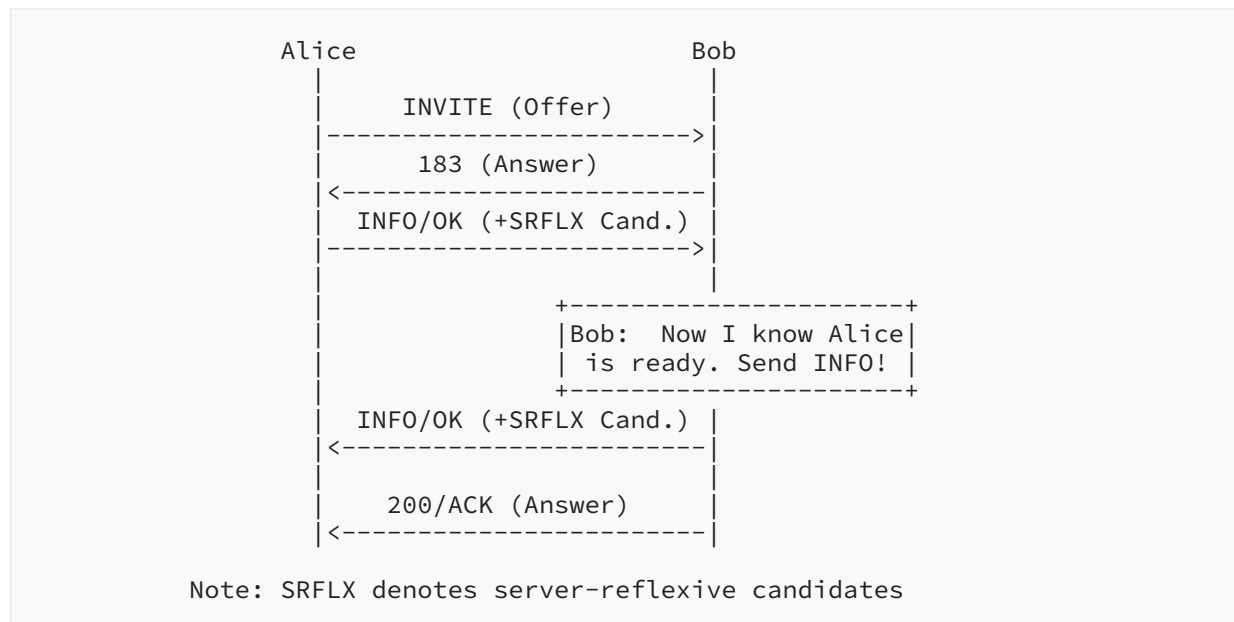 Alice Bob
INVITE (Offer)
183 (Answer)
INFO/OK (+SRFLX Cand.)
Bob: Now I know Alice
is ready. Send INFO!
INFO/OK (+SRFLX Cand.)
200/ACK (Answer)
Note: SRFLX denotes server-reflexive candidates